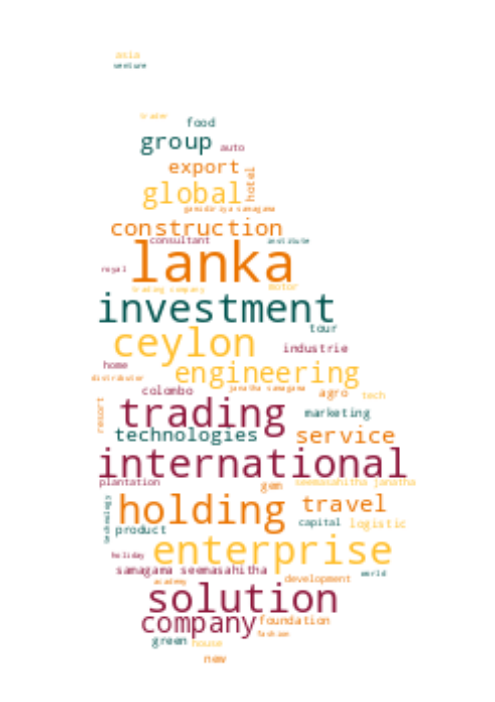 asia
venture
trader
food
group auto
export
hotel
global
gamidiriya samagama
construction
consultant institute
lanka
royal
trading company motor
investment
tour
ceylon
industrie
home
engineering
distributor
janatha samagama
colombo agro tech
resort
trading marketing
technologies service
international
plantation gem seemasahitha janatha
holding travel
technology
capital logistic
product
enterprise
holiday
samagama seemasahitha world
academy development
solution
company foundation
fashion
green house
new